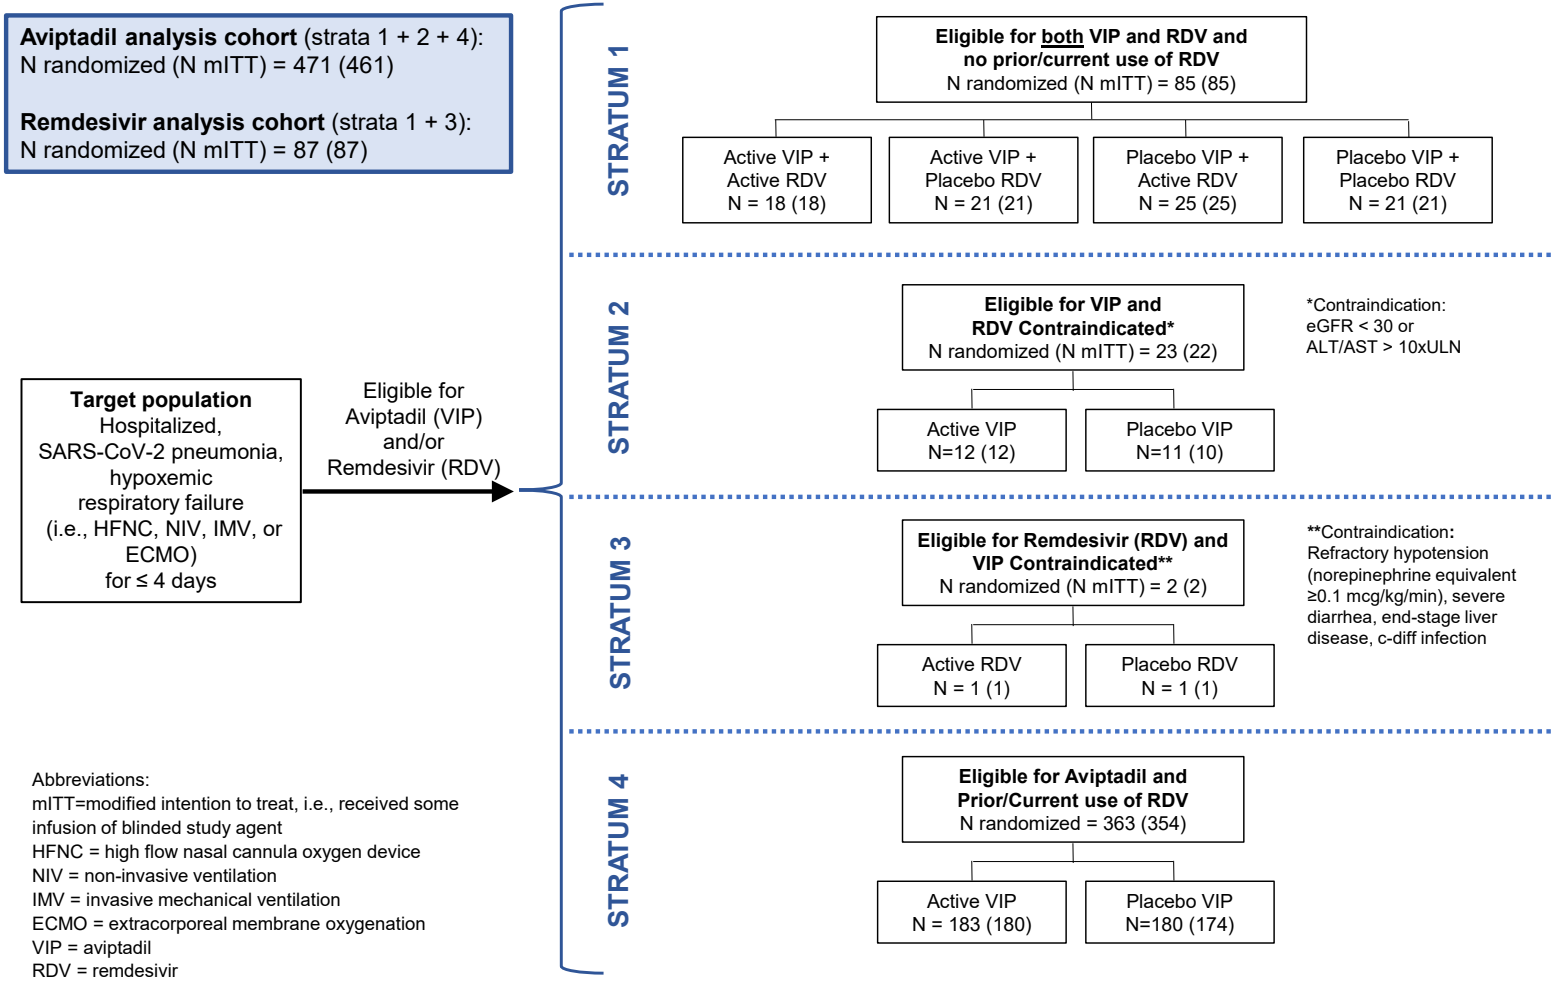 Aviptadil analysis cohort (strata 1 + 2 + 4):
N randomized (N mITT) = 471 (461)
Remdesivir analysis cohort (strata 1 + 3):
N randomized (N mITT) = 87 (87)
Target population
Hospitalized,
SARS-CoV-2 pneumonia,
hypoxemic
respiratory failure
(i.e., HFNC, NIV, IMV, or
ECMO)
for ≤ 4 days
Eligible for
Aviptadil (VIP)
and/or
Remdesivir (RDV)
STRATUM 1
Eligible for both VIP and RDV and
no prior/current use of RDV
N randomized (N mITT) = 85 (85)
Active VIP +
Active RDV
N = 18 (18)
Active VIP +
Placebo RDV
N = 21 (21)
Placebo VIP +
Active RDV
N = 25 (25)
Placebo VIP +
Placebo RDV
N = 21 (21)
STRATUM 2
Eligible for VIP and
RDV Contraindicated*
N randomized (N mITT) = 23 (22)
Active VIP
N=12 (12)
Placebo VIP
N=11 (10)
*Contraindication:
eGFR < 30 or
ALT/AST > 10xULN
STRATUM 3
Eligible for Remdesivir (RDV) and
VIP Contraindicated**
N randomized (N mITT) = 2 (2)
Active RDV
N = 1 (1)
Placebo RDV
N = 1 (1)
**Contraindication:
Refractory hypotension
(norepinephrine equivalent
≥0.1 mcg/kg/min), severe
diarrhea, end-stage liver
disease, c-diff infection
STRATUM 4
Eligible for Aviptadil and
Prior/Current use of RDV
N randomized = 363 (354)
Active VIP
N = 183 (180)
Placebo VIP
N=180 (174)
Abbreviations:
mITT=modified intention to treat, i.e., received some
infusion of blinded study agent
HFNC = high flow nasal cannula oxygen device
NIV = non-invasive ventilation
IMV = invasive mechanical ventilation
ECMO = extracorporeal membrane oxygenation
VIP = aviptadil
RDV = remdesivir